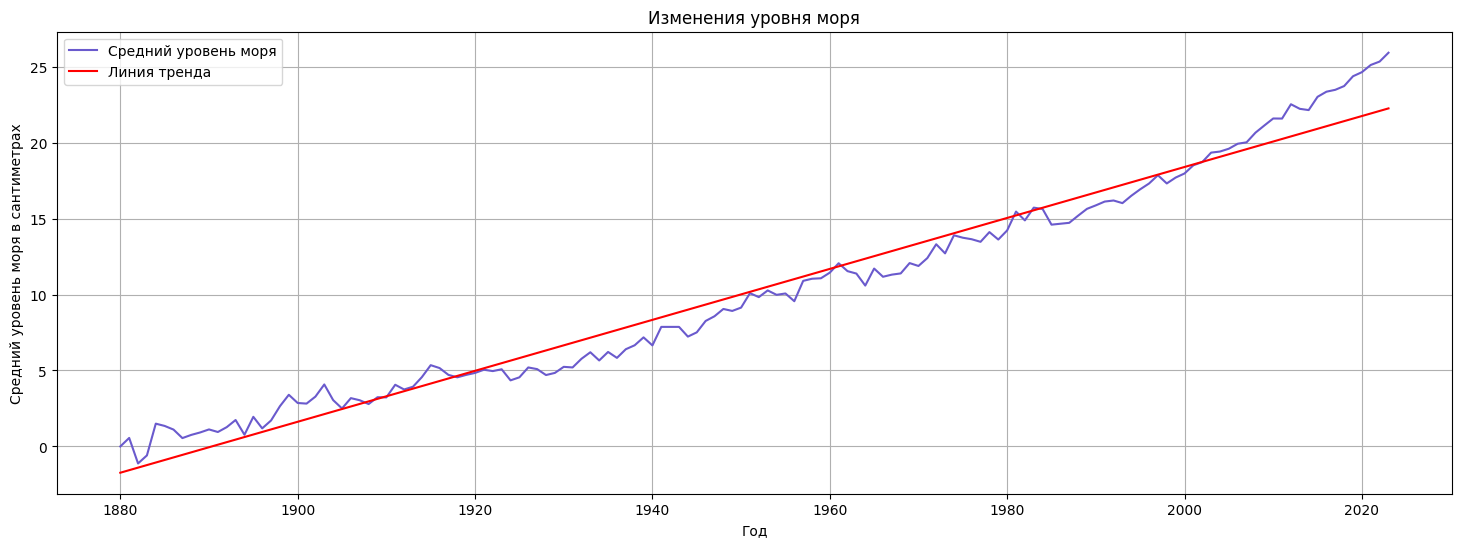 Изменения уровня моря
Средний уровень моря
Линия тренда
Средний уровень моря в сантиметрах
25
20
15
10
5
0
1880 1900 1920 1940 1960 1980 2000 2020
Год